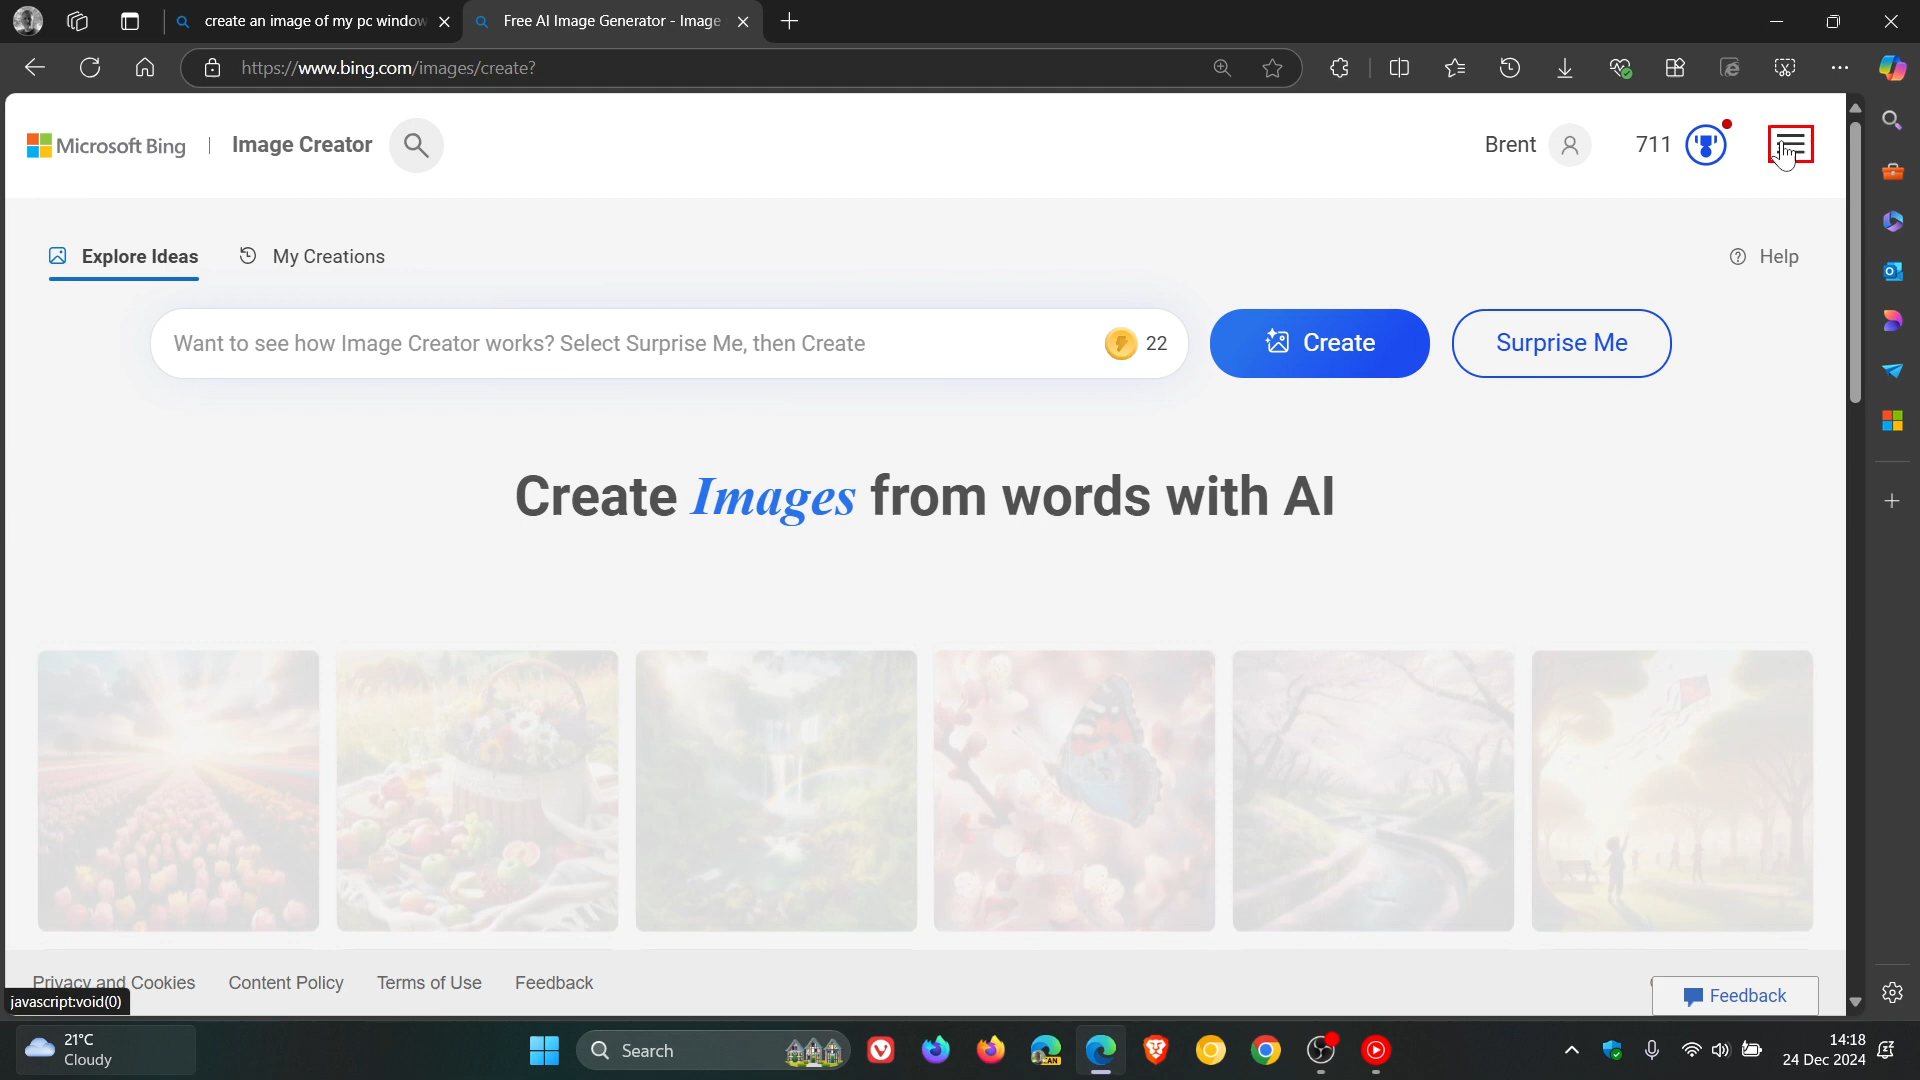 create an image of my pc window
Free AI Image Generator - Image
https://www.bing.com/images/create?
Microsoft Bing | Image Creator
Brent
711
Explore Ideas
My Creations
Help
Want to see how Image Creator works? Select Surprise Me, then Create
22
Create
Surprise Me
Create Images from words with AI
Privacy and Cookies
Content Policy
Terms of Use
Feedback
Feedback
javascript:void(0)
21°C
Cloudy
Search
CAN
14:18
24 Dec 2024